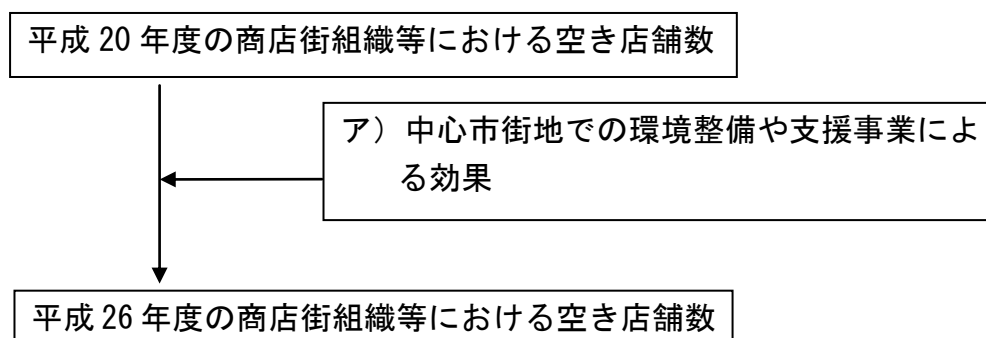 平成 20 年度の商店街組織等における空き店舗数
ア）中心市街地での環境整備や支援事業によ
る効果
平成 26 年度の商店街組織等における空き店舗数